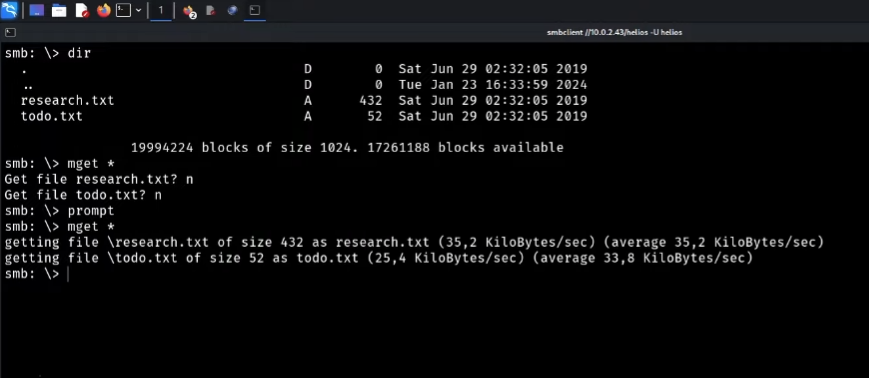 1
2
smbclient //10.0.2.43/helios -U helios
smb: \> dir
. D 0 Sat Jun 29 02:32:05 2019
.. D 0 Tue Jan 23 16:33:59 2024
research.txt A 432 Sat Jun 29 02:32:05 2019
todo.txt A 52 Sat Jun 29 02:32:05 2019
19994224 blocks of size 1024. 17261188 blocks available
smb: \> mget *
Get file research.txt? n
Get file todo.txt? n
smb: \> prompt
smb: \> mget *
getting file \research.txt of size 432 as research.txt (35,2 KiloBytes/sec) (average 35,2 KiloBytes/sec)
getting file \todo.txt of size 52 as todo.txt (25,4 KiloBytes/sec) (average 33,8 KiloBytes/sec)
smb: \>